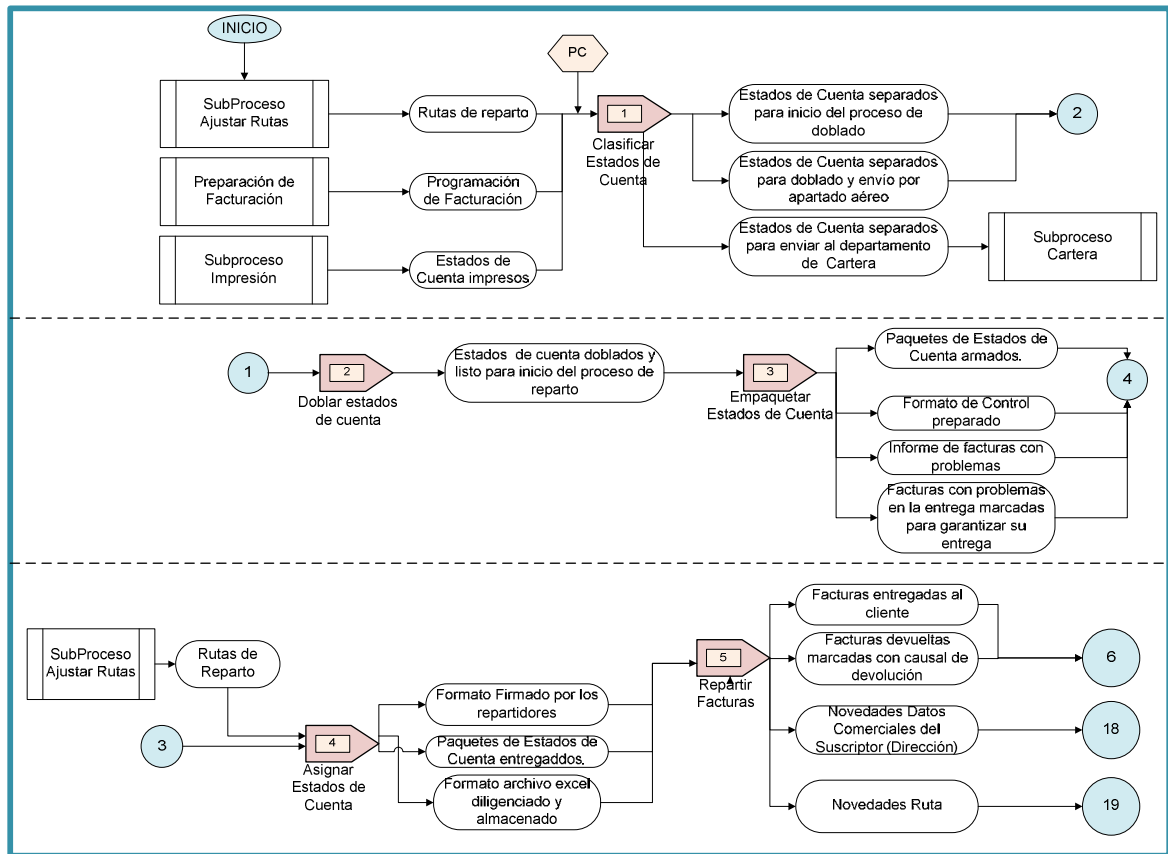 INICIO
PC
SubProceso
Ajustar Rutas
Rutas de reparto
1
Clasificar
Estados de
Cuenta
Estados de Cuenta separados
para inicio del proceso de
doblado
2
Preparación de
Facturación
Programación
de Facturación
Estados de Cuenta separados
para doblado y envío por
apartado aéreo
Subproceso
Impresión
Estados de
Cuenta impresos
Estados de Cuenta separados
para enviar al departamento
de Cartera
Subproceso
Cartera
1
2
Doblar estados
de cuenta
Estados de cuenta doblados y
listo para inicio del proceso de
reparto
3
Empaquetar
Estados de Cuenta
Paquetes de Estados de
Cuenta armados.
4
Formato de Control
preparado
Informe de facturas con
problemas
Facturas con problemas
en la entrega marcadas
para garantizar su
entrega
SubProceso
Ajustar Rutas
Rutas de
Reparto
3
4
Asignar
Estados de
Cuenta
Formato Firmado por los
repartidores
Paquetes de Estados de
Cuenta entregaddos.
Formato archivo excel
diligenciado y
almacenado
5
Repartir
Facturas
Facturas entregadas al
cliente
Facturas devueltas
marcadas con causal de
devolución
6
Novedades Datos
Comerciales del
Suscriptor (Dirección)
18
Novedades Ruta
19